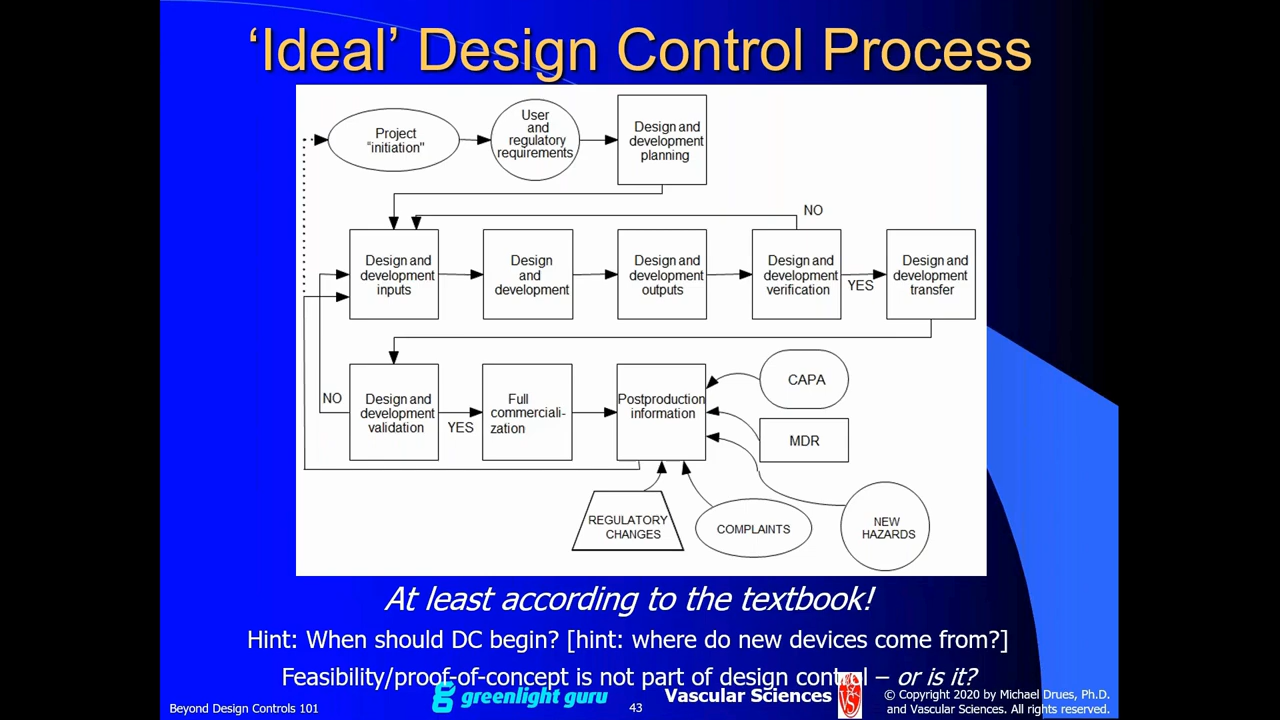 ‘Ideal’ Design Control Process
Project
“initiation"
User
and
regulatory
requirements
Design and
development
planning
NO
Design and
development
inputs
Design
and
development
Design and
development
outputs
Design and
development
verification
YES
Design and
development
transfer
NO
Design and
development
validation
YES
Full
commerciali-
zation
Postproduction
information
CAPA
MDR
REGULATORY
CHANGES
COMPLAINTS
NEW
HAZARDS
At least according to the textbook!
Hint: When should DC begin? [hint: where do new devices come from?]
Feasibility/proof-of-concept is not part of design control – or is it?
Beyond Design Controls 101
greenlight guru
43
Vascular Sciences
VS
© Copyright 2020 by Michael Drues, Ph.D.
and Vascular Sciences. All rights reserved.